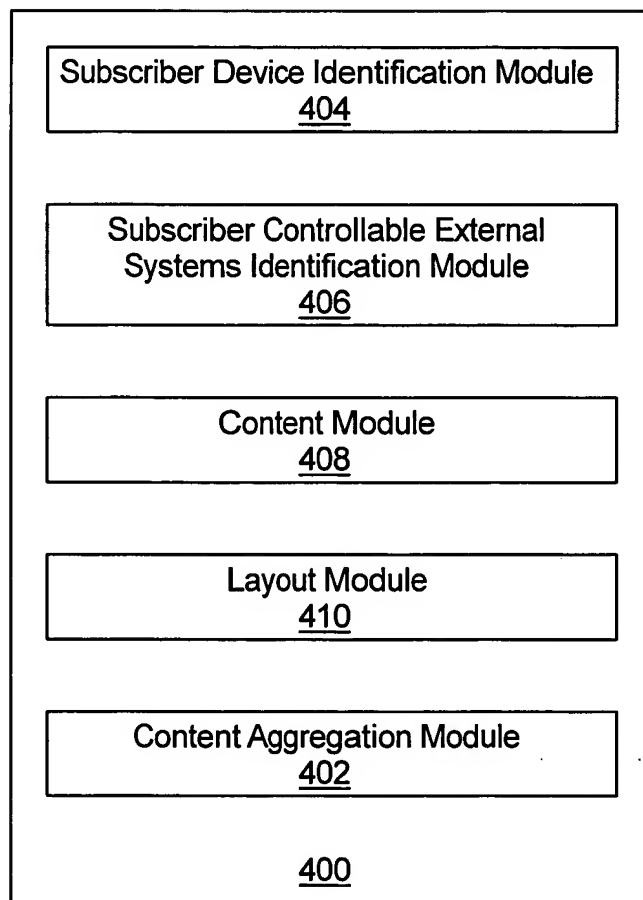 Subscriber Device Identification Module
404
Subscriber Controllable External
Systems Identification Module
406
Content Module
408
Layout Module
410
Content Aggregation Module
402
400